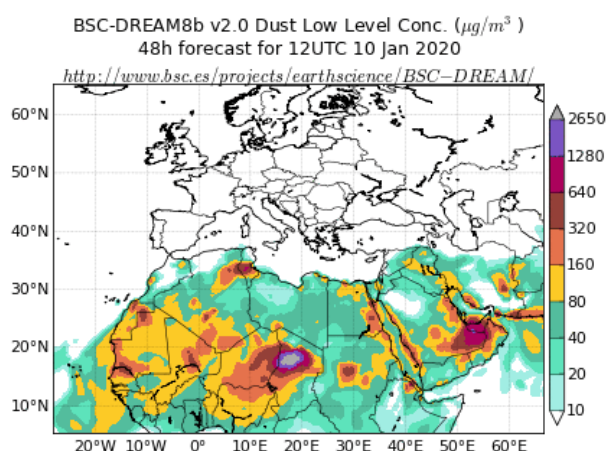 BSC-DREAM8b v2.0 Dust Low Level Conc. (μg/m³ )
48h forecast for 12UTC 10 Jan 2020
http://www.bsc.es/projects/earthscience/BSC−DREAM/
60°N
50°N
40°N
30°N
20°N
10°N
20°W
10°W
0°
10°E
20°E
30°E
40°E
50°E
60°E
2650
1280
640
320
160
80
40
20
10